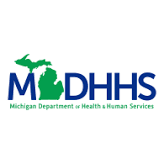 MDHHS
Michigan Department of Health & Human Services